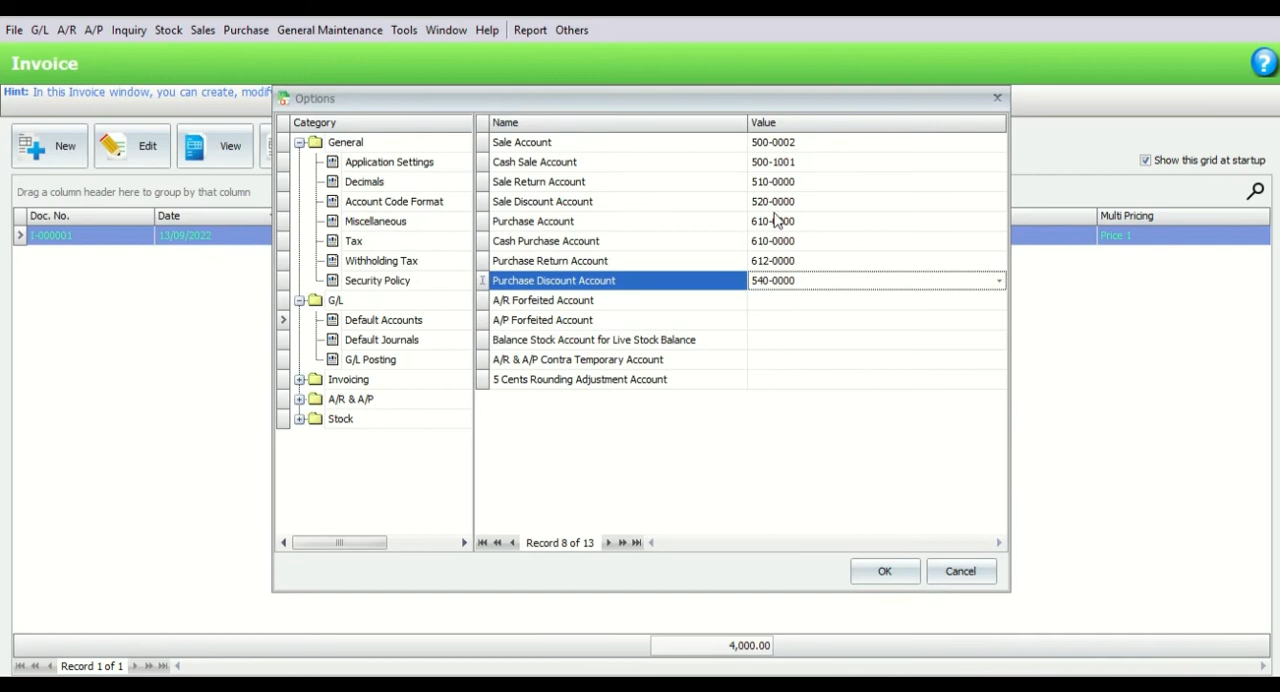 File G/L A/R A/P Inquiry Stock Sales Purchase General Maintenance Tools Window Help Report Others
Invoice
Hint: In this Invoice window, you can create, modif
Options
Category
Name Value
New Edit View
Show this grid at startup
Drag a column header here to group by that column
Doc. No. Date Multi Pricing
I-000001 13/09/2022 Price 1
General
Application Settings
Decimals
Account Code Format
Miscellaneous
Tax
Withholding Tax
Security Policy
G/L
Default Accounts
Default Journals
G/L Posting
Invoicing
A/R & A/P
Stock
Sale Account 500-0002
Cash Sale Account 500-1001
Sale Return Account 510-0000
Sale Discount Account 520-0000
Purchase Account
Cash Purchase Account 610-0000
Purchase Return Account 612-0000
Purchase Discount Account 540-0000
A/R Forfeited Account
A/P Forfeited Account
Balance Stock Account for Live Stock Balance
A/R & A/P Contra Temporary Account
5 Cents Rounding Adjustment Account
Record 8 of 13
OK Cancel
4,000.00
Record 1 of 1